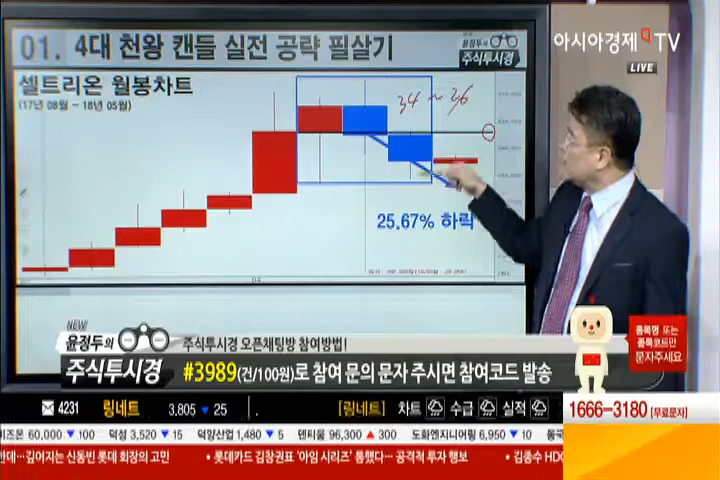 01. 4대 천왕 캔들 실전 공략 필살기
윤정두의
주식투시경
아시아경제 TV
LIVE
셀트리온 월봉차트
(17년 08월 ~ 18년 05월)
34 ~ 26
25.67% 하락
NEW
윤정두의
주식투시경
주식투시경 오픈채팅방 참여방법!
#3989(건/100원)로 참여 문의 문자 주시면 참여코드 발송
종목명 또는
종목코드만
문자주세요
1666-3180 [무료문자]
4231 링네트 3,805 ▼ 25 [링네트] 차트 수급 실적
즈폰 60,000 ▼ 100 덕성 3,520 ▼ 15 덕양산업 1,480 ▼ 5 덴티움 96,300 ▲ 300 도화엔지니어링 6,950 ▼ 10 동국
한데…깊어지는 신동빈 롯데 회장의 고민 • 롯데카드 김창권표 '아임 시리즈' 통했다… 공격적 투자 행보 • 김종수 HDC